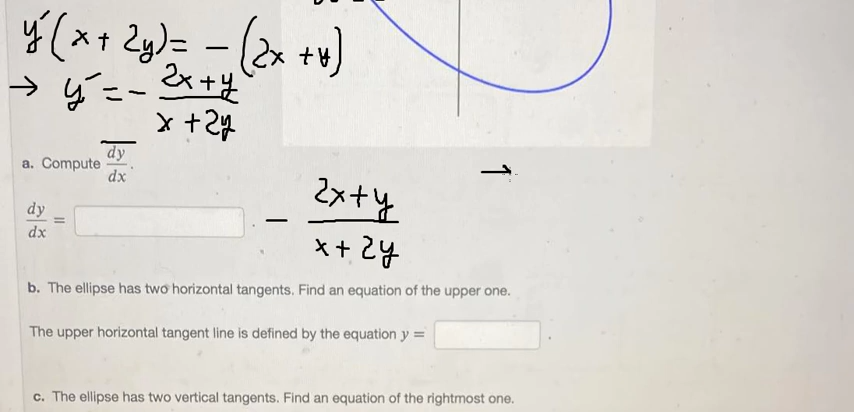 y'(x + 2y) = - (2x + y)
→ y' = - 2x+y
x + 2y
a. Compute dy
dx .
dy
dx =
- 2x+y
x + 2y
→
b. The ellipse has two horizontal tangents. Find an equation of the upper one.
The upper horizontal tangent line is defined by the equation y = .
c. The ellipse has two vertical tangents. Find an equation of the rightmost one.